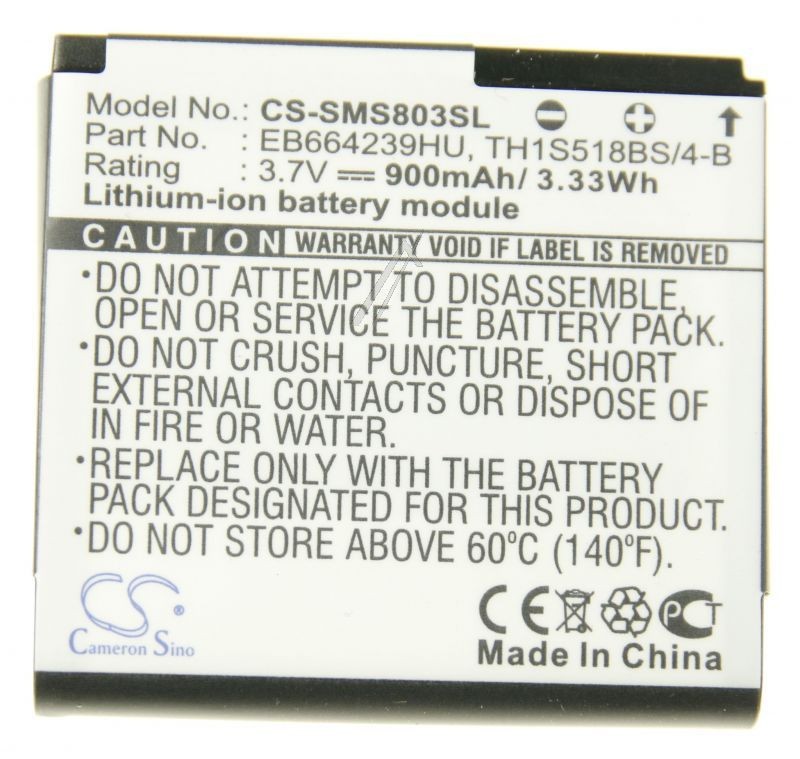 Model No.: CS-SMS803SL
Part No. : EB664239HU, TH1S518BS/4-B
Rating : 3.7V 900mAh/ 3.33Wh
Lithium-ion battery module
CAUTION WARRANTY VOID IF LABEL IS REMOVED
•DO NOT ATTEMPT TO DISASSEMBLE,
OPEN OR SERVICE THE BATTERY PACK.
•DO NOT CRUSH, PUNCTURE, SHORT
EXTERNAL CONTACTS OR DISPOSE OF
IN FIRE OR WATER.
•REPLACE ONLY WITH THE BATTERY
PACK DESIGNATED FOR THIS PRODUCT.
•DO NOT STORE ABOVE 60°C (140°F).
CS
Cameron Sino
CE PCT
Made In China